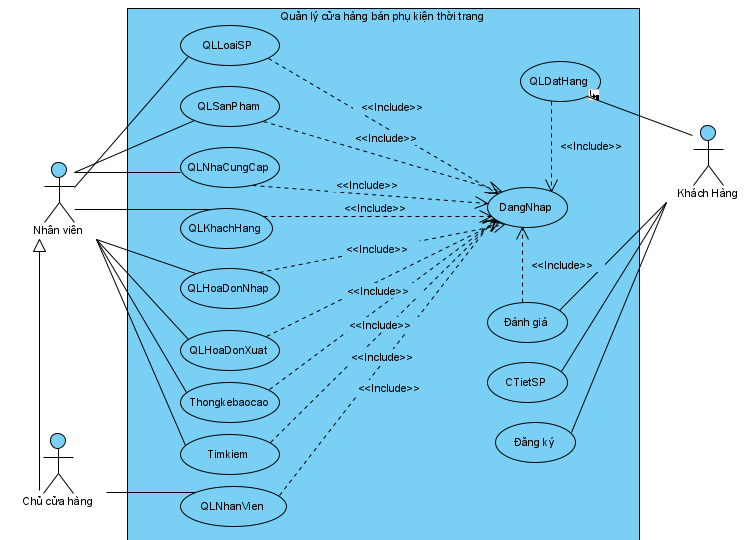 Quản lý cửa hàng bán phụ kiện thời trang
QLLoaiSP
QLDatHang
QLSanPham
<<Include>>
<<Include>>
<<Include>>
QLNhaCungCap
<<Include>>
Khách Hàng
DangNhap
<<Include>>
QLKhachHang
Nhân viên
<<Include>>
<<Include>>
QLHoaDonNhap
<<Include>>
Đánh giá
<<Include>>
QLHoaDonXuat
<<Include>>
CTietSP
<<Include>>
Thongkebaocao
Đăng ký
Timkiem
Chủ cửa hàng
QLNhanVien